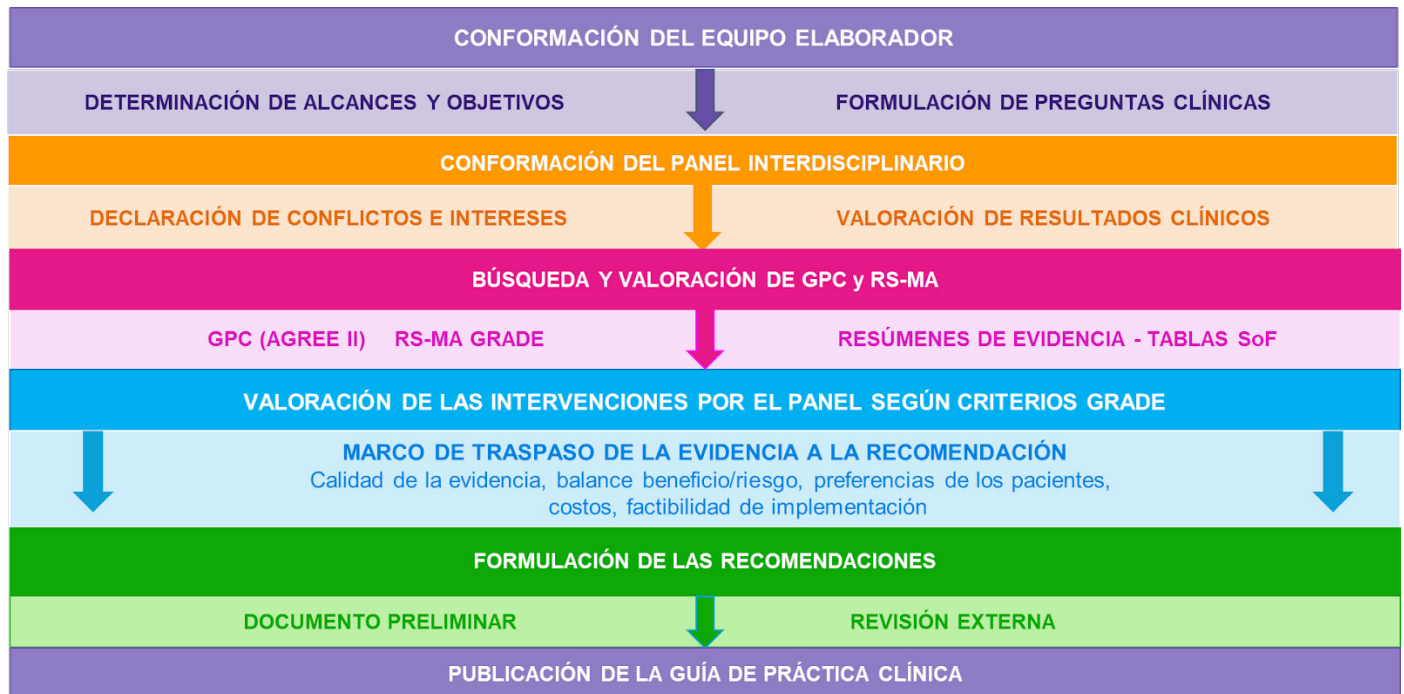 CONFORMACIÓN DEL EQUIPO ELABORADOR
DETERMINACIÓN DE ALCANCES Y OBJETIVOS
FORMULACIÓN DE PREGUNTAS CLÍNICAS
CONFORMACIÓN DEL PANEL INTERDISCIPLINARIO
DECLARACIÓN DE CONFLICTOS E INTERESES
VALORACIÓN DE RESULTADOS CLÍNICOS
BÚSQUEDA Y VALORACIÓN DE GPC y RS-MA
GPC (AGREE II) RS-MA GRADE
RESÚMENES DE EVIDENCIA - TABLAS SoF
VALORACIÓN DE LAS INTERVENCIONES POR EL PANEL SEGÚN CRITERIOS GRADE
MARCO DE TRASPASO DE LA EVIDENCIA A LA RECOMENDACIÓN
Calidad de la evidencia, balance beneficio/riesgo, preferencias de los pacientes,
costos, factibilidad de implementación
FORMULACIÓN DE LAS RECOMENDACIONES
DOCUMENTO PRELIMINAR
REVISIÓN EXTERNA
PUBLICACIÓN DE LA GUÍA DE PRÁCTICA CLÍNICA